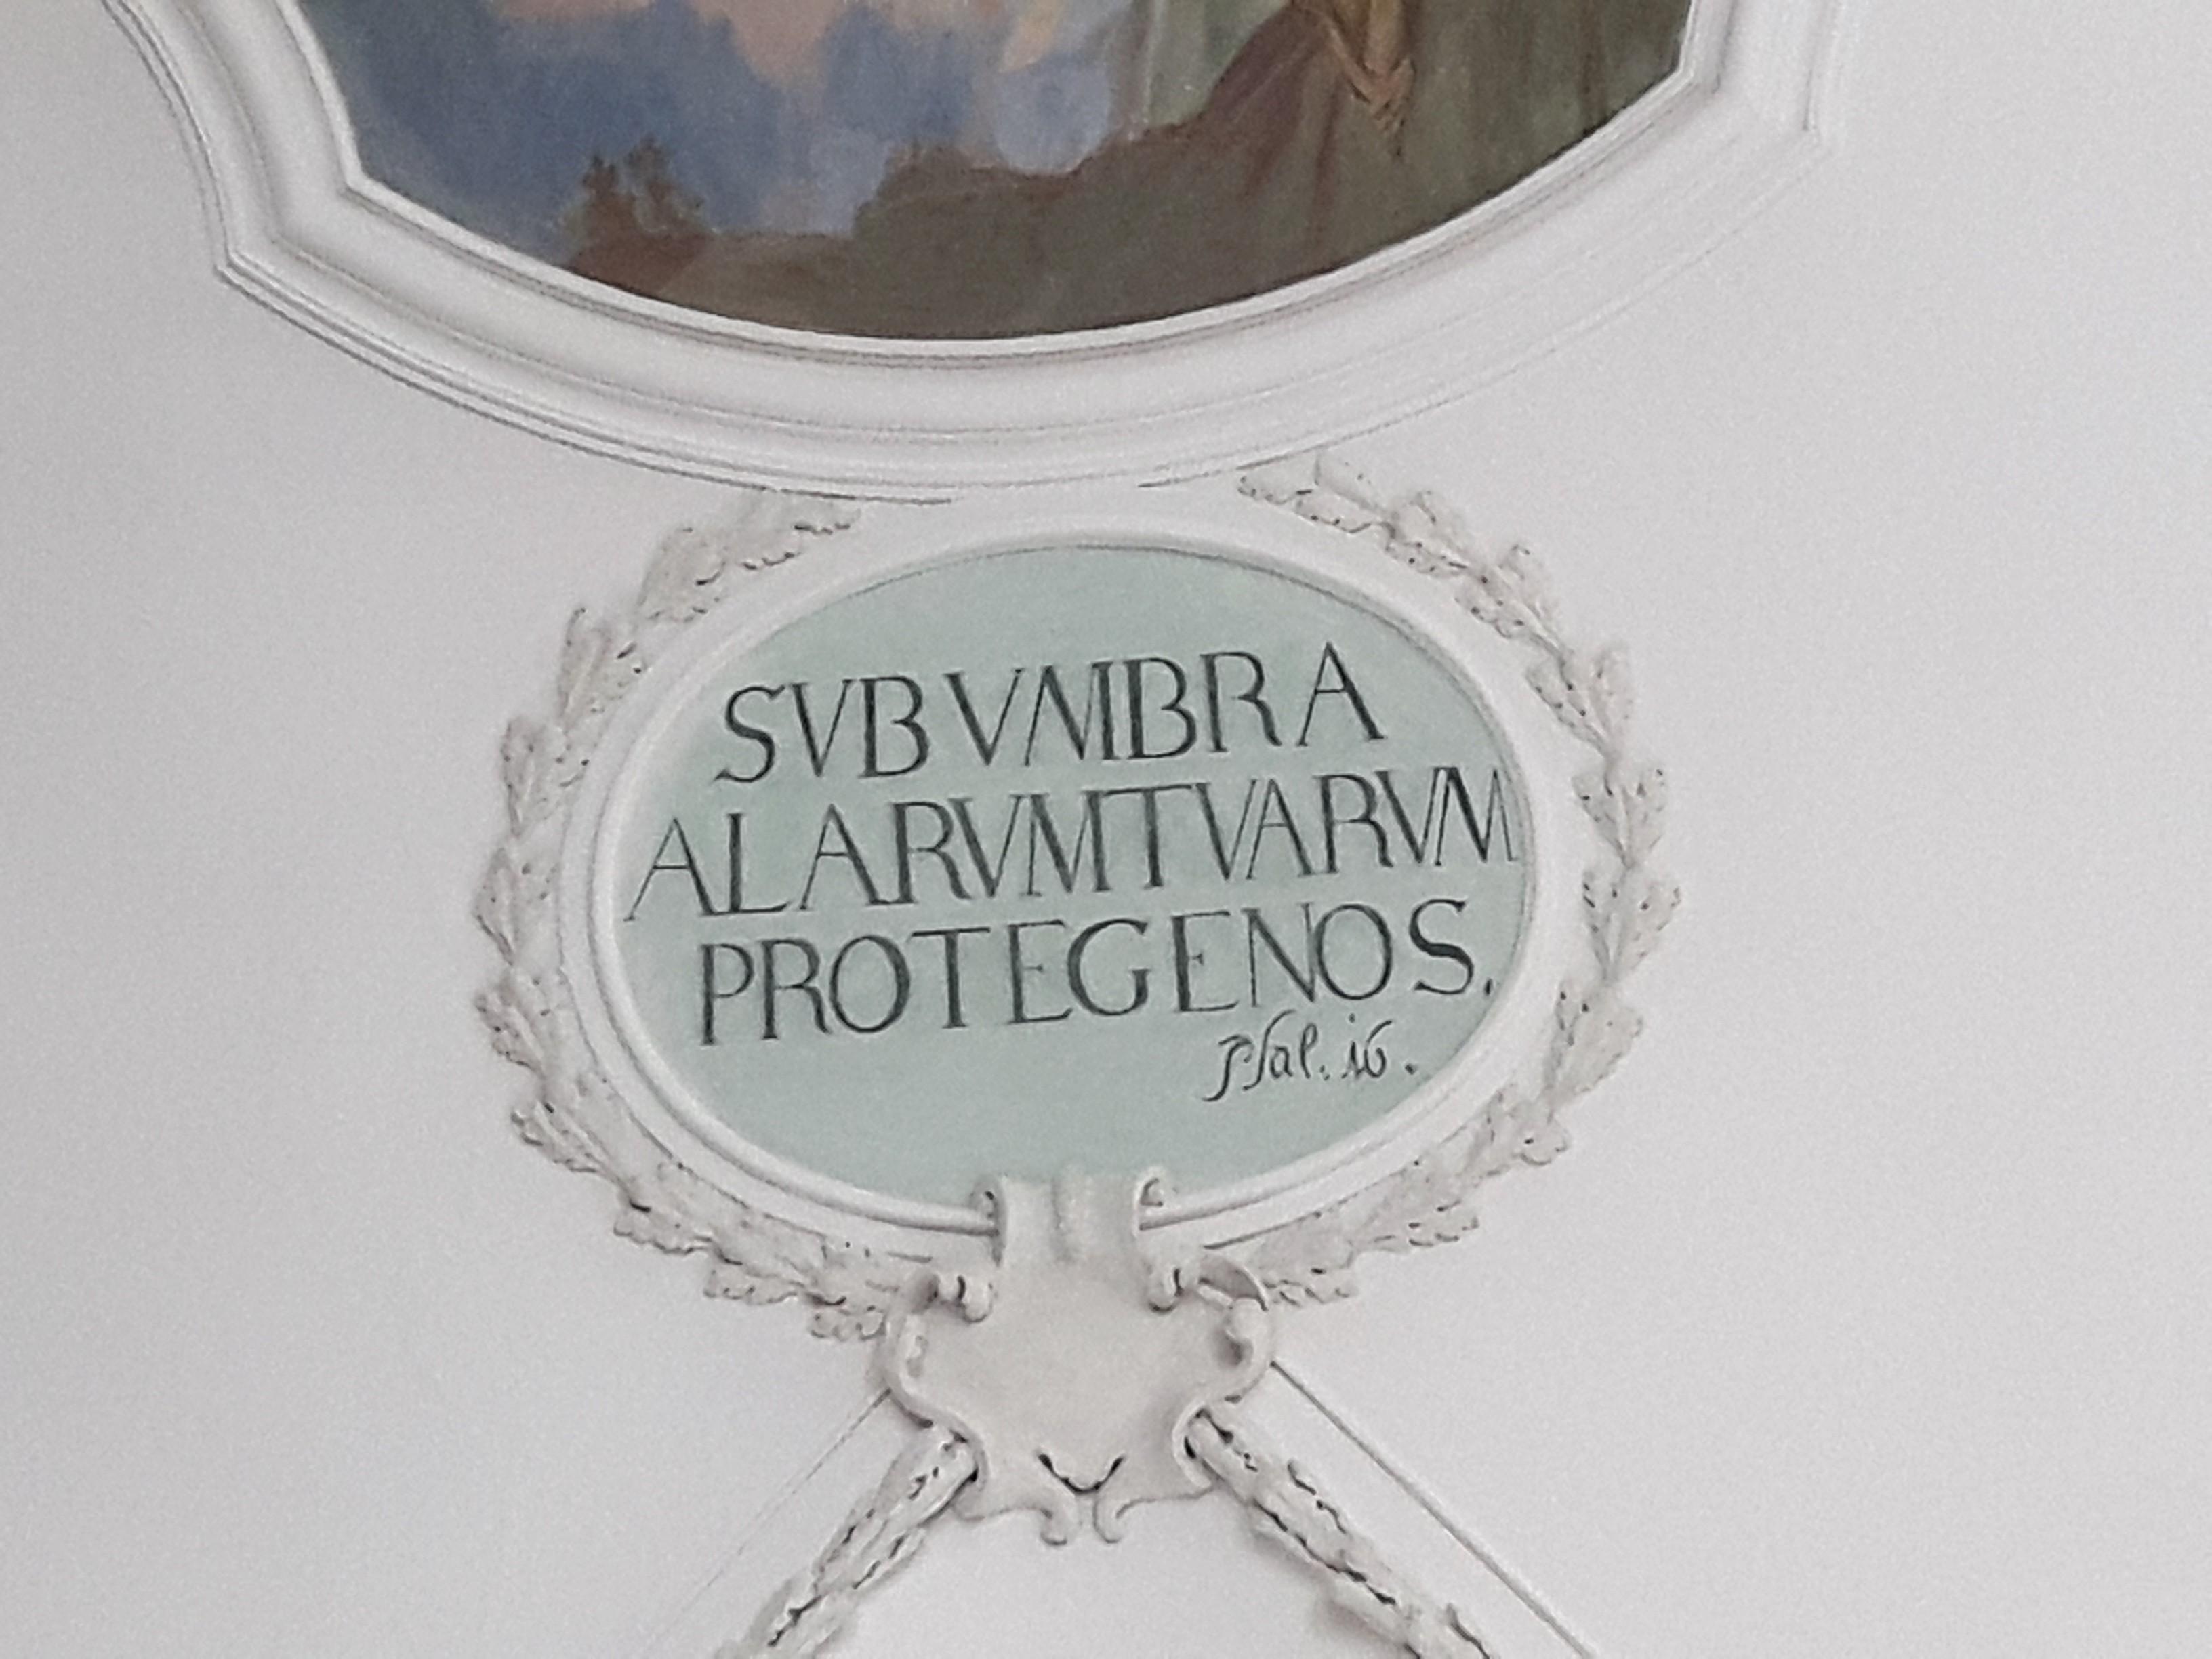 SVB VMBRA
ALARVM TVARVM
PROTEGE NOS.
Pſal. 16.